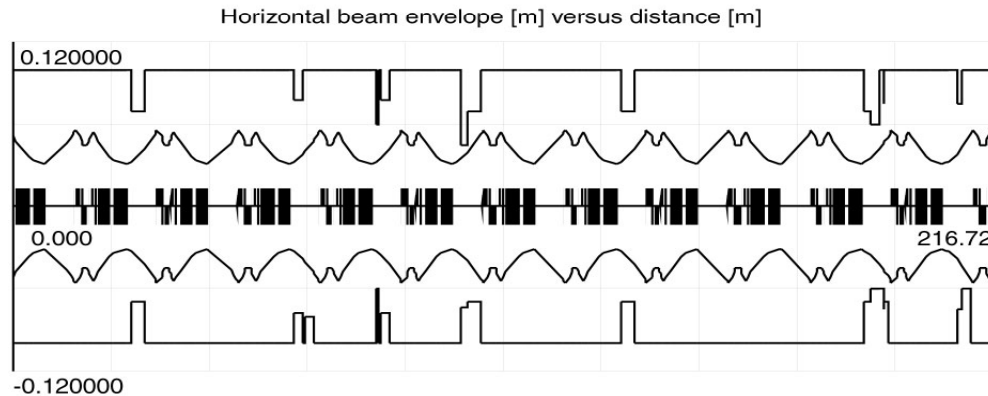 Horizontal beam envelope [m] versus distance [m]
0.120000
0.000
216.72
-0.120000